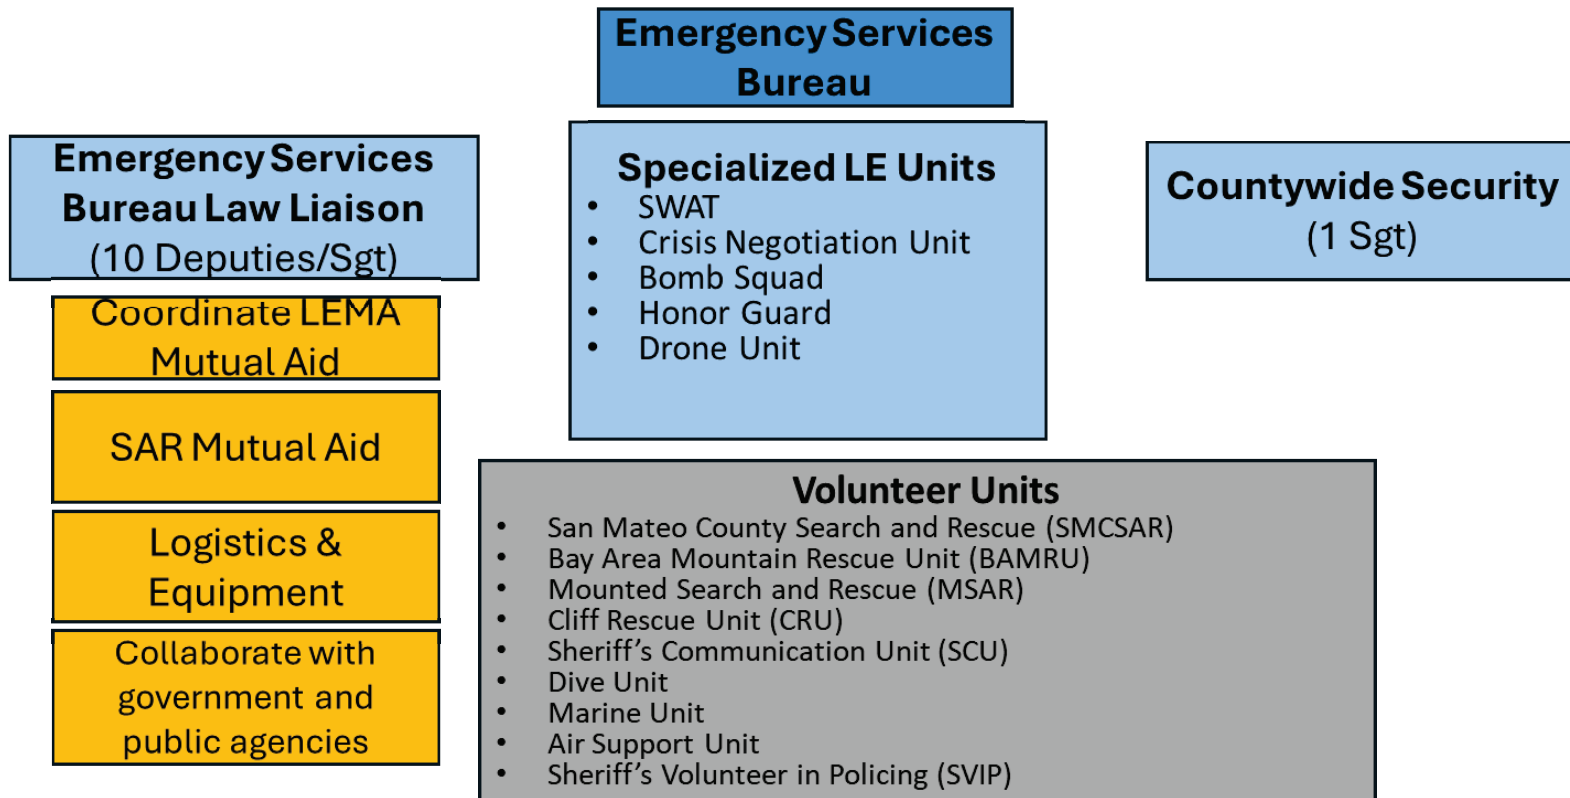 Emergency Services
Bureau
Emergency Services
Bureau Law Liaison
(10 Deputies/Sgt)
Coordinate LEMA
Mutual Aid
SAR Mutual Aid
Logistics &
Equipment
Collaborate with
government and
public agencies
Specialized LE Units
• SWAT
• Crisis Negotiation Unit
• Bomb Squad
• Honor Guard
• Drone Unit
Countywide Security
(1 Sgt)
Volunteer Units
• San Mateo County Search and Rescue (SMCSAR)
• Bay Area Mountain Rescue Unit (BAMRU)
• Mounted Search and Rescue (MSAR)
• Cliff Rescue Unit (CRU)
• Sheriff’s Communication Unit (SCU)
• Dive Unit
• Marine Unit
• Air Support Unit
• Sheriff’s Volunteer in Policing (SVIP)